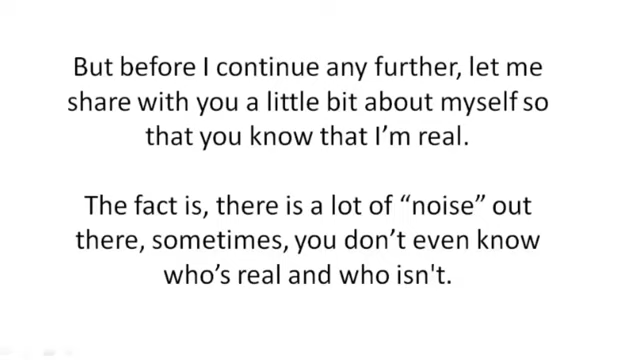 But before I continue any further, let me
share with you a little bit about myself so
that you know that I’m real.
The fact is, there is a lot of “noise” out
there, sometimes, you don’t even know
who’s real and who isn't.